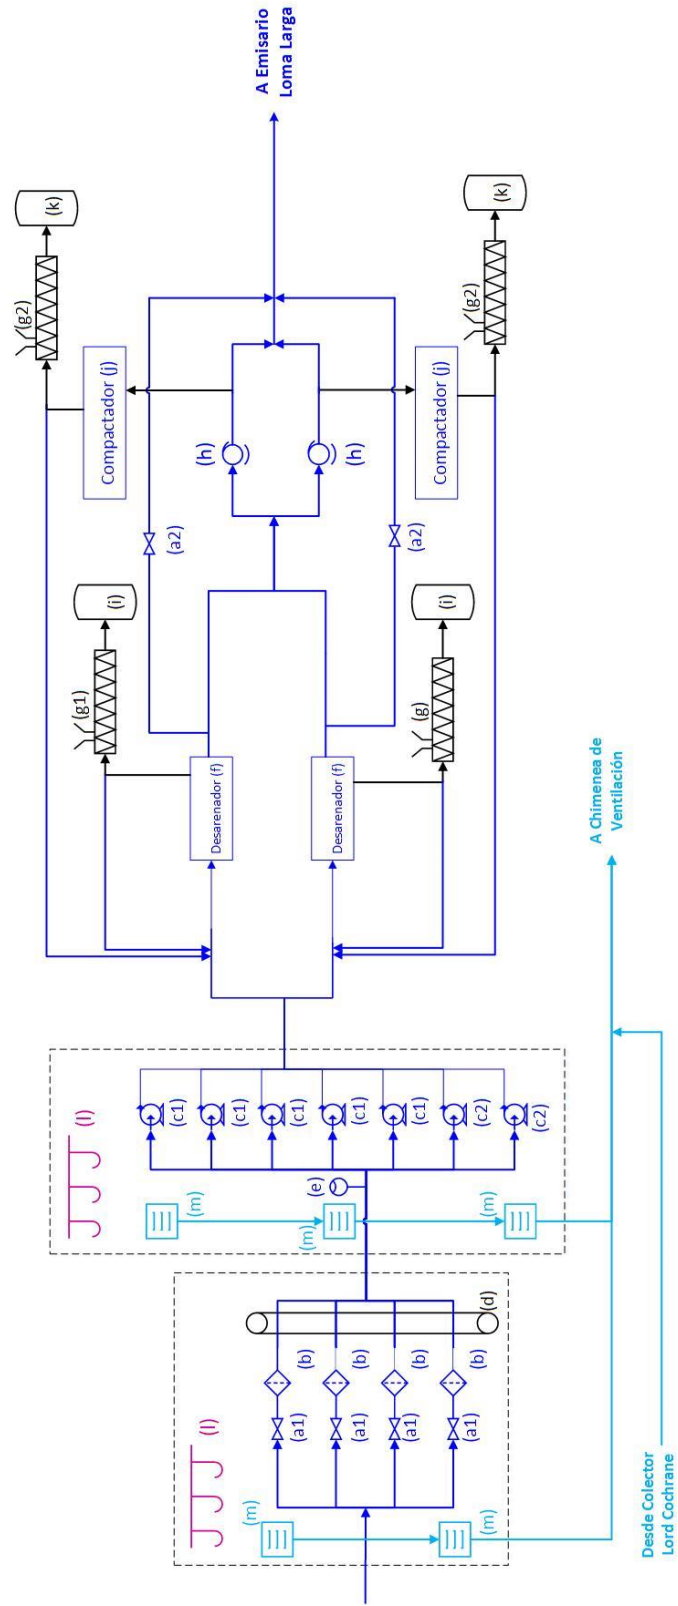 (g2)
(k)
(l)
(g1)
(i)
Compactador (j)
(m)
(c1)
(a2)
(l)
Desarenador (f)
(h)
(m)
(c1)
A Emisario
Loma Larga
(a1)
(b)
(m)
(e)
(c1)
Desarenador (f)
(h)
(a1)
(b)
(c1)
(a1)
(b)
(c1)
(g)
(i)
(a2)
Compactador (j)
(g2)
(k)
(m)
(a1)
(b)
(d)
(m)
(c2)
(c2)
A Chimenea de
Ventilación
Desde Colector
Lord Cochrane